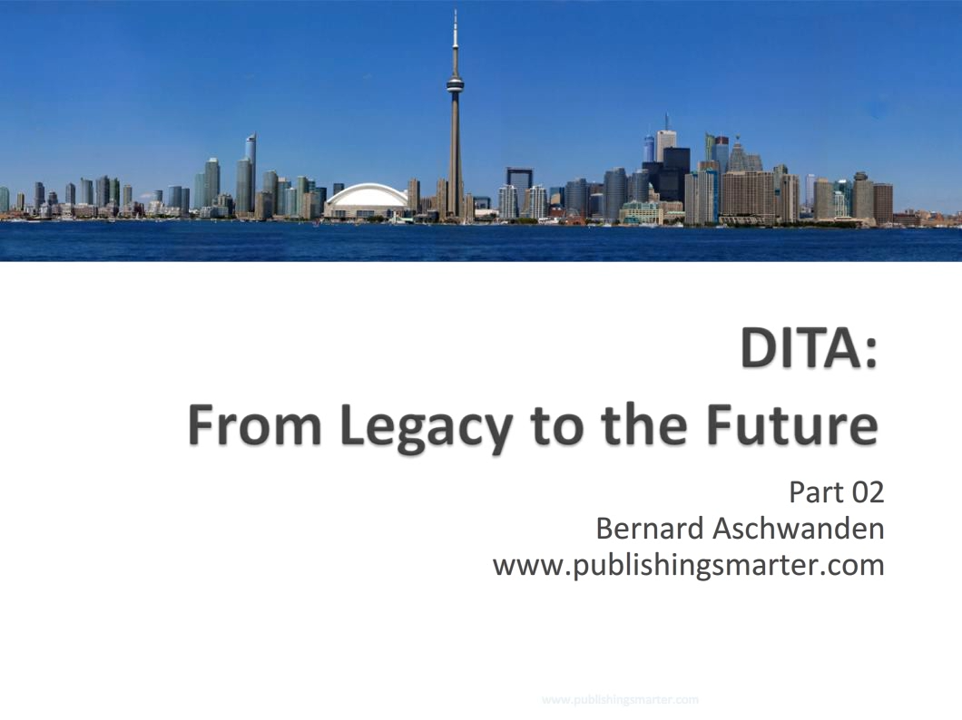 DITA:
From Legacy to the Future
Part 02
Bernard Aschwanden
www.publishingsmarter.com
www.publishingsmarter.com